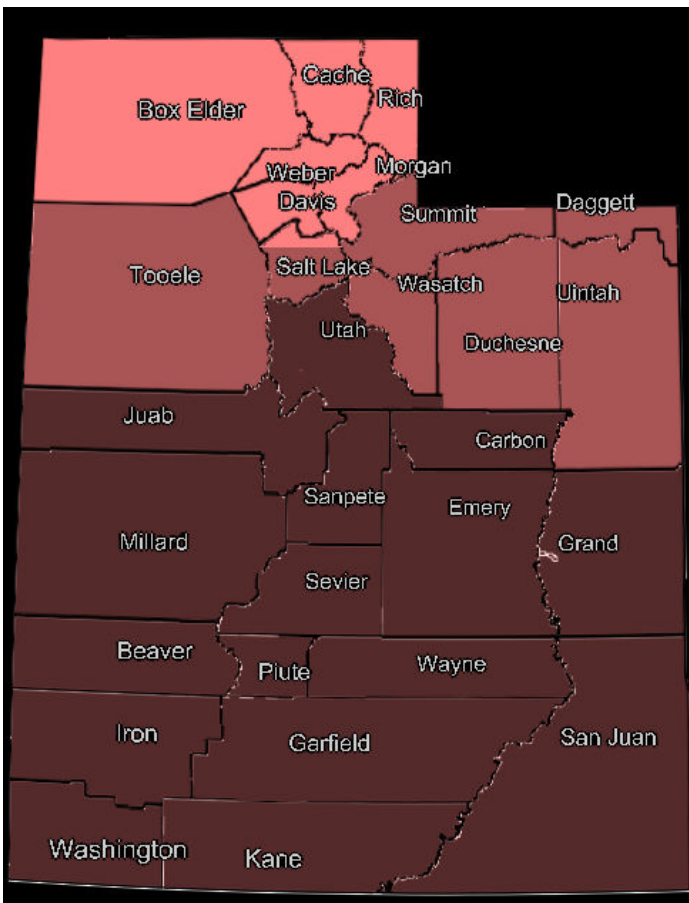 Cache
Rich
Box Elder
Morgan
Weber
Davis
Summit
Daggett
Tooele
Salt Lake
Wasatch
Uintah
Utah
Duchesne
Juab
Carbon
Sanpete
Emery
Millard
Grand
Sevier
Beaver
Piute
Wayne
Iron
Garfield
San Juan
Washington
Kane